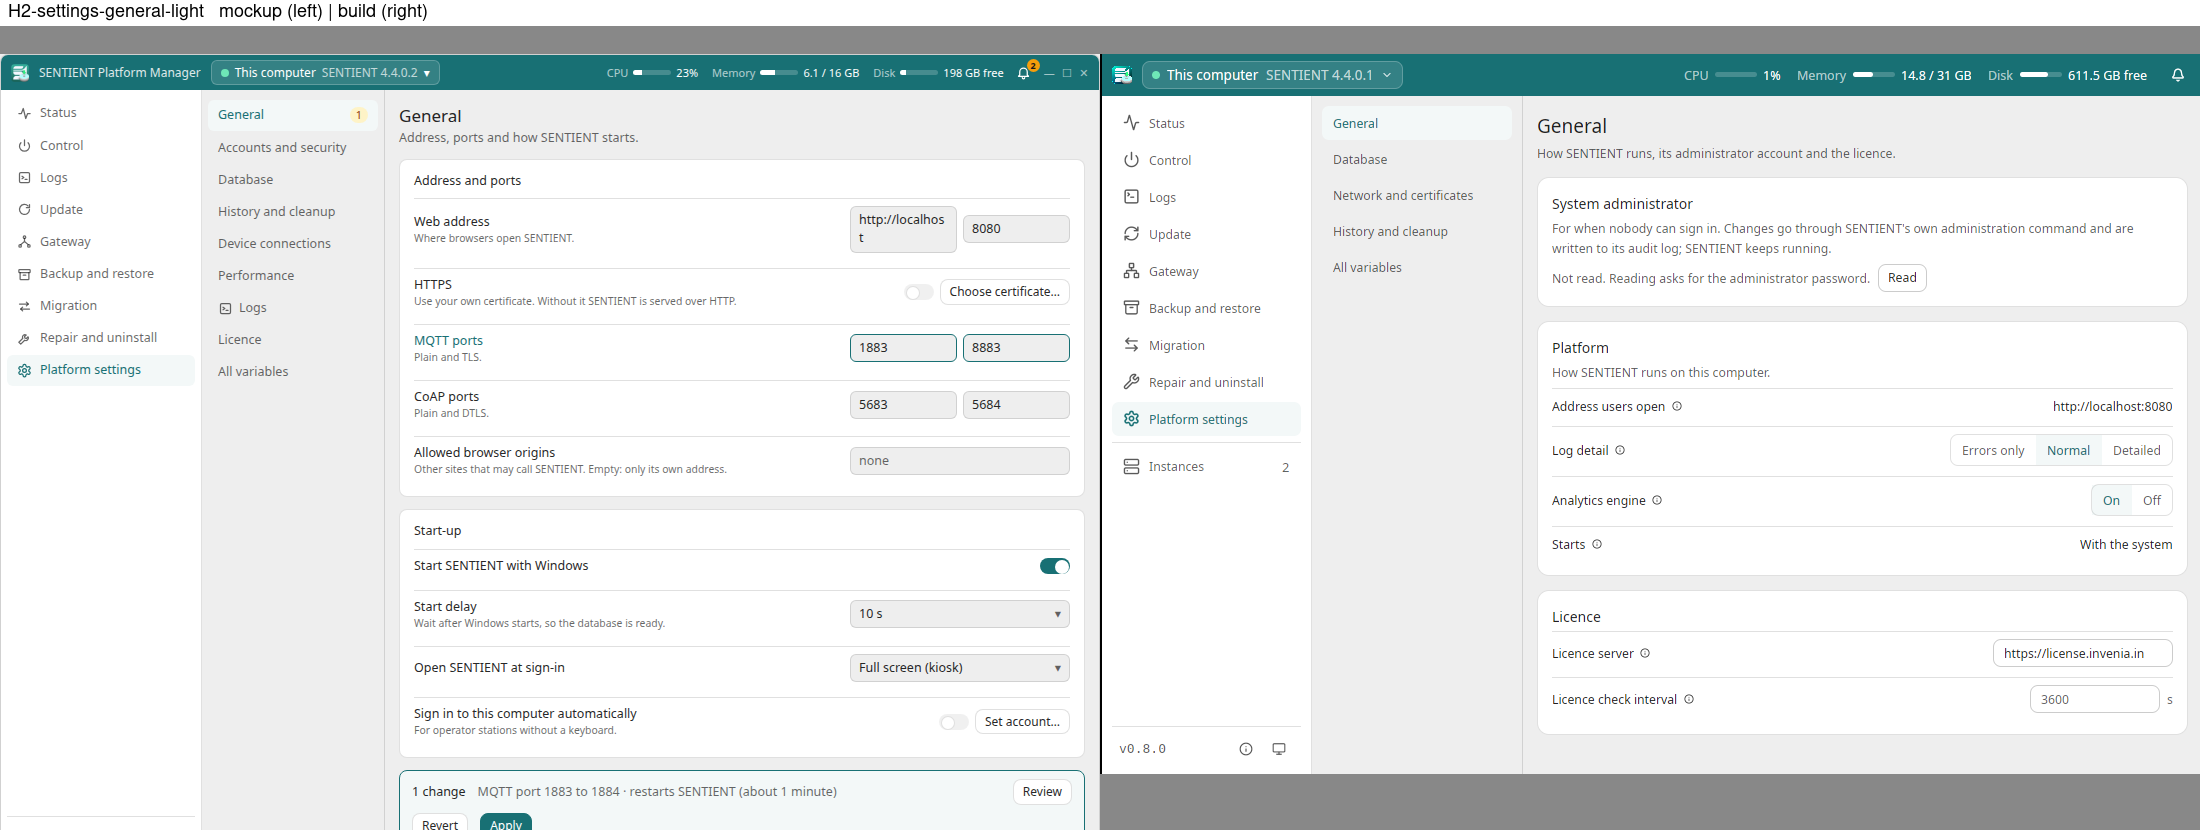 H2-settings-general-light mockup (left) | build (right)
SENTIENT Platform Manager This computer SENTIENT 4.4.0.2 CPU 23% Memory 6.1 / 16 GB Disk 198 GB free 2
Status
Control
Logs
Update
Gateway
Backup and restore
Migration
Repair and uninstall
Platform settings
General 1
Accounts and security
Database
History and cleanup
Device connections
Performance
Logs
Licence
All variables
General
Address, ports and how SENTIENT starts.
Address and ports
Web address
Where browsers open SENTIENT.
http://localhos
t
8080
HTTPS
Use your own certificate. Without it SENTIENT is served over HTTP.
Choose certificate...
MQTT ports
Plain and TLS.
1883 8883
CoAP ports
Plain and DTLS.
5683 5684
Allowed browser origins
Other sites that may call SENTIENT. Empty: only its own address.
none
Start-up
Start SENTIENT with Windows
Start delay
Wait after Windows starts, so the database is ready.
10 s
Open SENTIENT at sign-in
Full screen (kiosk)
Sign in to this computer automatically
For operator stations without a keyboard.
Set account...
1 change MQTT port 1883 to 1884 · restarts SENTIENT (about 1 minute) Review
Revert Apply
This computer SENTIENT 4.4.0.1 CPU 1% Memory 14.8 / 31 GB Disk 611.5 GB free
Status
Control
Logs
Update
Gateway
Backup and restore
Migration
Repair and uninstall
Platform settings
Instances 2
v0.8.0
General
Database
Network and certificates
History and cleanup
All variables
General
How SENTIENT runs, its administrator account and the licence.
System administrator
For when nobody can sign in. Changes go through SENTIENT's own administration command and are
written to its audit log; SENTIENT keeps running.
Not read. Reading asks for the administrator password. Read
Platform
How SENTIENT runs on this computer.
Address users open http://localhost:8080
Log detail Errors only Normal Detailed
Analytics engine On Off
Starts With the system
Licence
Licence server https://license.invenia.in
Licence check interval 3600 s